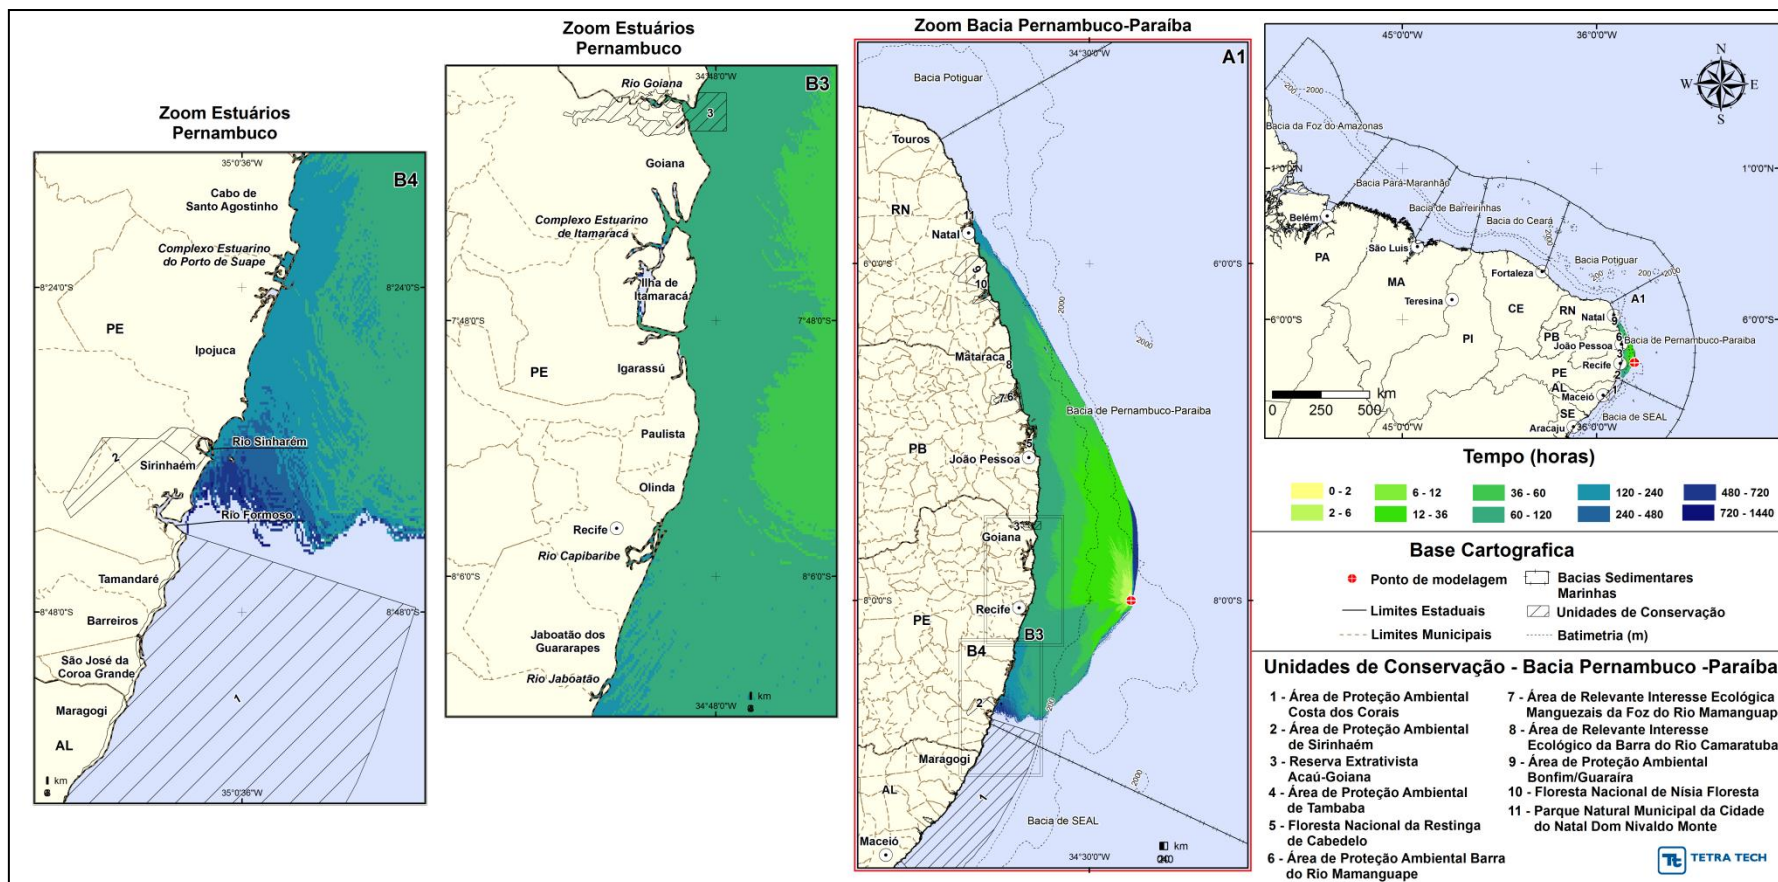 Zoom Estuários
Pernambuco
B4
35°0'36"W
Cabo de
Santo Agostinho
Complexo Estuarino
do Porto de Suape
8°24'0"S
8°24'0"S
PE
Ipojuca
Rio Sinharém
2
Sirinhaém
Rio Formoso
Tamandaré
8°48'0"S
8°48'0"S
Barreiros
São José da
Coroa Grande
1
Maragogi
AL
km
35°0'36"W
Zoom Estuários
Pernambuco
B3
34°48'0"W
Rio Goiana
3
Goiana
Complexo Estuarino
de Itamaracá
Ilha de
Itamaracá
7°48'0"S
7°48'0"S
Igarassú
PE
Paulista
Olinda
Recife
Rio Capibaribe
8°6'0"S
8°6'0"S
Jaboatão dos
Guararapes
Rio Jaboatão
km
34°48'0"W
Zoom Bacia Pernambuco-Paraíba
34°30'0"W
A1
Bacia Potiguar
Touros
RN
11
Natal
6°0'0"S
6°0'0"S
9
10
2000
2000
Mataraca
8
7
6
Bacia de Pernambuco-Paraiba
PB
5
João Pessoa
3
Goiana
8°0'0"S
8°0'0"S
Recife
PE
B3
B4
2
200
Maragogi
2000
AL
1
Bacia de SEAL
Maceió
km
34°30'0"W
45°0'0"W
36°0'0"W
N
W
E
S
200
2000
Bacia da Foz do Amazonas
1°0'0"N
1°0'0"N
Bacia Pará-Maranhão
Bacia de Barreirinhas
Bacia do Ceará
2000
Belém
São Luis
Fortaleza
Bacia Potiguar
200
200
2000
PA
MA
Teresina
CE
A1
RN
Natal
9
6°0'0"S
6°0'0"S
PI
PB
João Pessoa
6
Bacia de Pernambuco-Paraiba
3
Recife
PE
2
AL
Maceió
1
SE
Bacia de SEAL
Aracaju
0
250
500
km
45°0'0"W
36°0'0"W
Tempo (horas)
0 - 2
6 - 12
36 - 60
120 - 240
480 - 720
2 - 6
12 - 36
60 - 120
240 - 480
720 - 1440
Base Cartografica
Ponto de modelagem
Bacias Sedimentares
Marinhas
Limites Estaduais
Unidades de Conservação
Limites Municipais
Batimetria (m)
Unidades de Conservação - Bacia Pernambuco -Paraíba
1 - Área de Proteção Ambiental
Costa dos Corais
2 - Área de Proteção Ambiental
de Sirinhaém
3 - Reserva Extrativista
Acaú-Goiana
4 - Área de Proteção Ambiental
de Tambaba
5 - Floresta Nacional da Restinga
de Cabedelo
6 - Área de Proteção Ambiental Barra
do Rio Mamanguape
7 - Área de Relevante Interesse Ecológica
Manguezais da Foz do Rio Mamanguap
8 - Área de Relevante Interesse
Ecológico da Barra do Rio Camaratuba
9 - Área de Proteção Ambiental
Bonfim/Guaraíra
10 - Floresta Nacional de Nísia Floresta
11 - Parque Natural Municipal da Cidade
do Natal Dom Nivaldo Monte
Tt
TETRA TECH